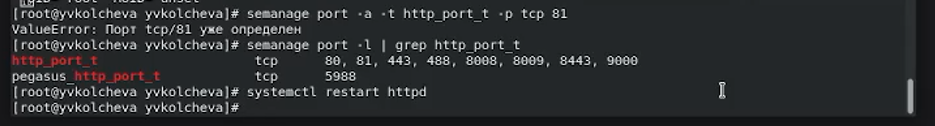 [root@yvkolcheva yvkolcheva]# semanage port -a -t http_port_t -p tcp 81
ValueError: Порт tcp/81 уже определен
[root@yvkolcheva yvkolcheva]# semanage port -l | grep http_port_t
http_port_t tcp 80, 81, 443, 488, 8008, 8009, 8443, 9000
pegasus_http_port_t tcp 5988
[root@yvkolcheva yvkolcheva]# systemctl restart httpd
[root@yvkolcheva yvkolcheva]#